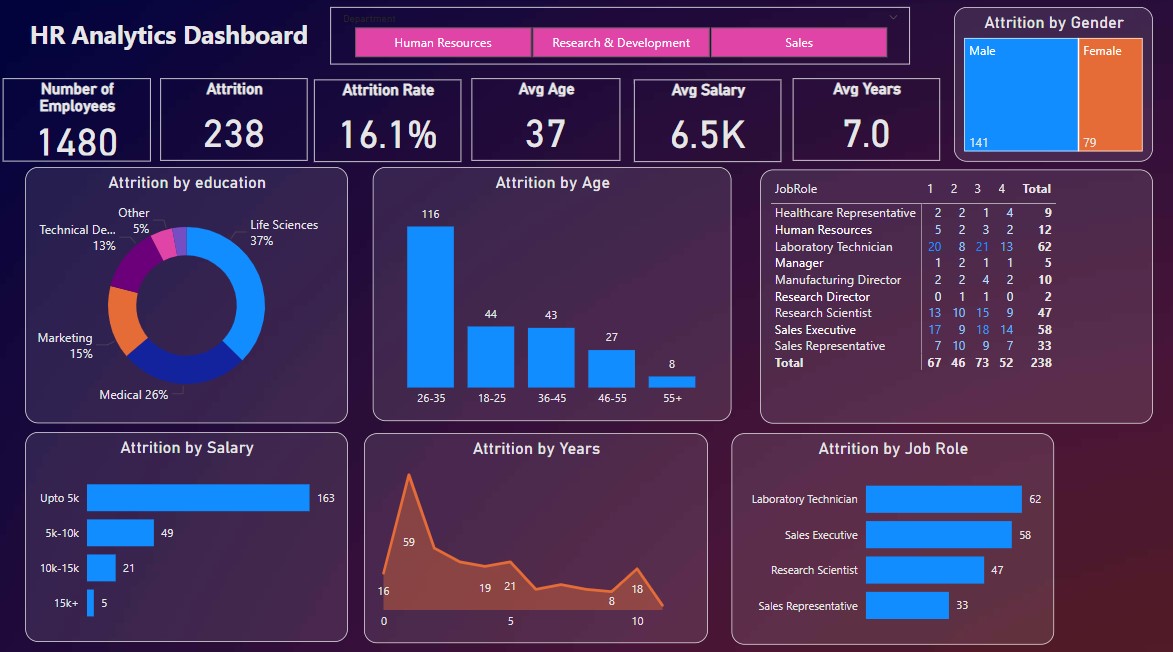 HR Analytics Dashboard
Department
Human Resources
Research & Development
Sales
Attrition by Gender
Male
Female
141
79
Number of
Employees
1480
Attrition
238
Attrition Rate
16.1%
Avg Age
37
Avg Salary
6.5K
Avg Years
7.0
Attrition by education
Other
5%
Life Sciences
37%
Technical De...
13%
Marketing
15%
Medical 26%
Attrition by Age
116
44
43
27
8
26-35 18-25 36-45 46-55 55+
JobRole 1 2 3 4 Total
Healthcare Representative 2 2 1 4 9
Human Resources 5 2 3 2 12
Laboratory Technician 20 8 21 13 62
Manager 1 2 1 1 5
Manufacturing Director 2 2 4 2 10
Research Director 0 1 1 0 2
Research Scientist 13 10 15 9 47
Sales Executive 17 9 18 14 58
Sales Representative 7 10 9 7 33
Total 67 46 73 52 238
Attrition by Salary
Upto 5k 163
5k-10k 49
10k-15k 21
15k+ 5
Attrition by Years
59
16
19
21
8
18
0 5 10
Attrition by Job Role
Laboratory Technician 62
Sales Executive 58
Research Scientist 47
Sales Representative 33